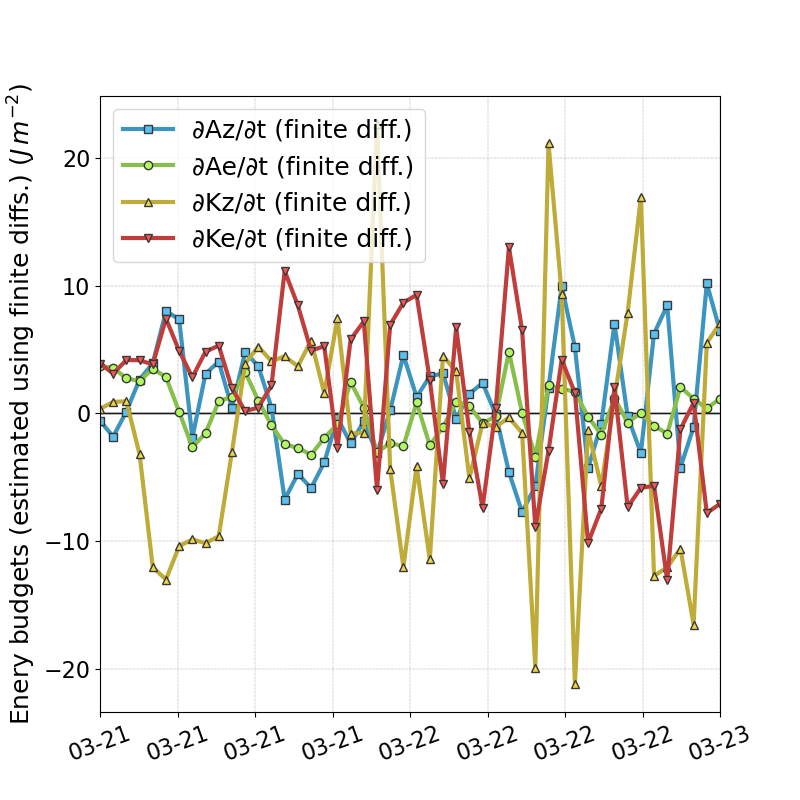 Enery budgets (estimated using finite diffs.) (J m⁻²)
∂Az/∂t (finite diff.)
∂Ae/∂t (finite diff.)
∂Kz/∂t (finite diff.)
∂Ke/∂t (finite diff.)
20
10
0
−10
−20
03-21 03-21 03-21 03-21 03-22 03-22 03-22 03-22 03-23